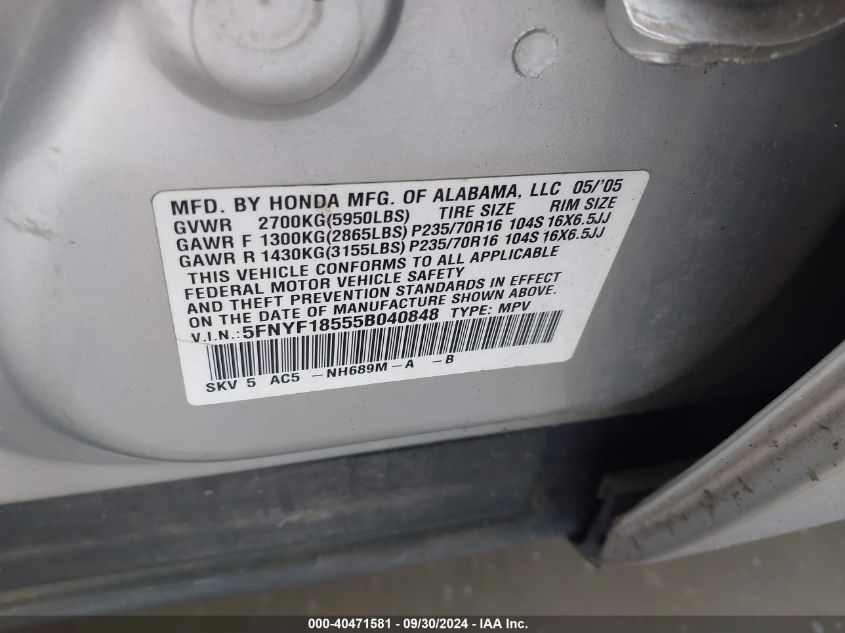 MFD. BY HONDA MFG. OF ALABAMA, LLC 05/'05
GVWR 2700KG(5950LBS) TIRE SIZE RIM SIZE
GAWR F 1300KG(2865LBS) P235/70R16 104S 16X6.5JJ
GAWR R 1430KG(3155LBS) P235/70R16 104S 16X6.5JJ
THIS VEHICLE CONFORMS TO ALL APPLICABLE
FEDERAL MOTOR VEHICLE SAFETY
AND THEFT PREVENTION STANDARDS IN EFFECT
ON THE DATE OF MANUFACTURE SHOWN ABOVE.
V.I.N.: 5FNYF18555B040848 TYPE: MPV
SKV 5 AC5 -NH689M-A -B
000-40471581 - 09/30/2024 - IAA Inc.